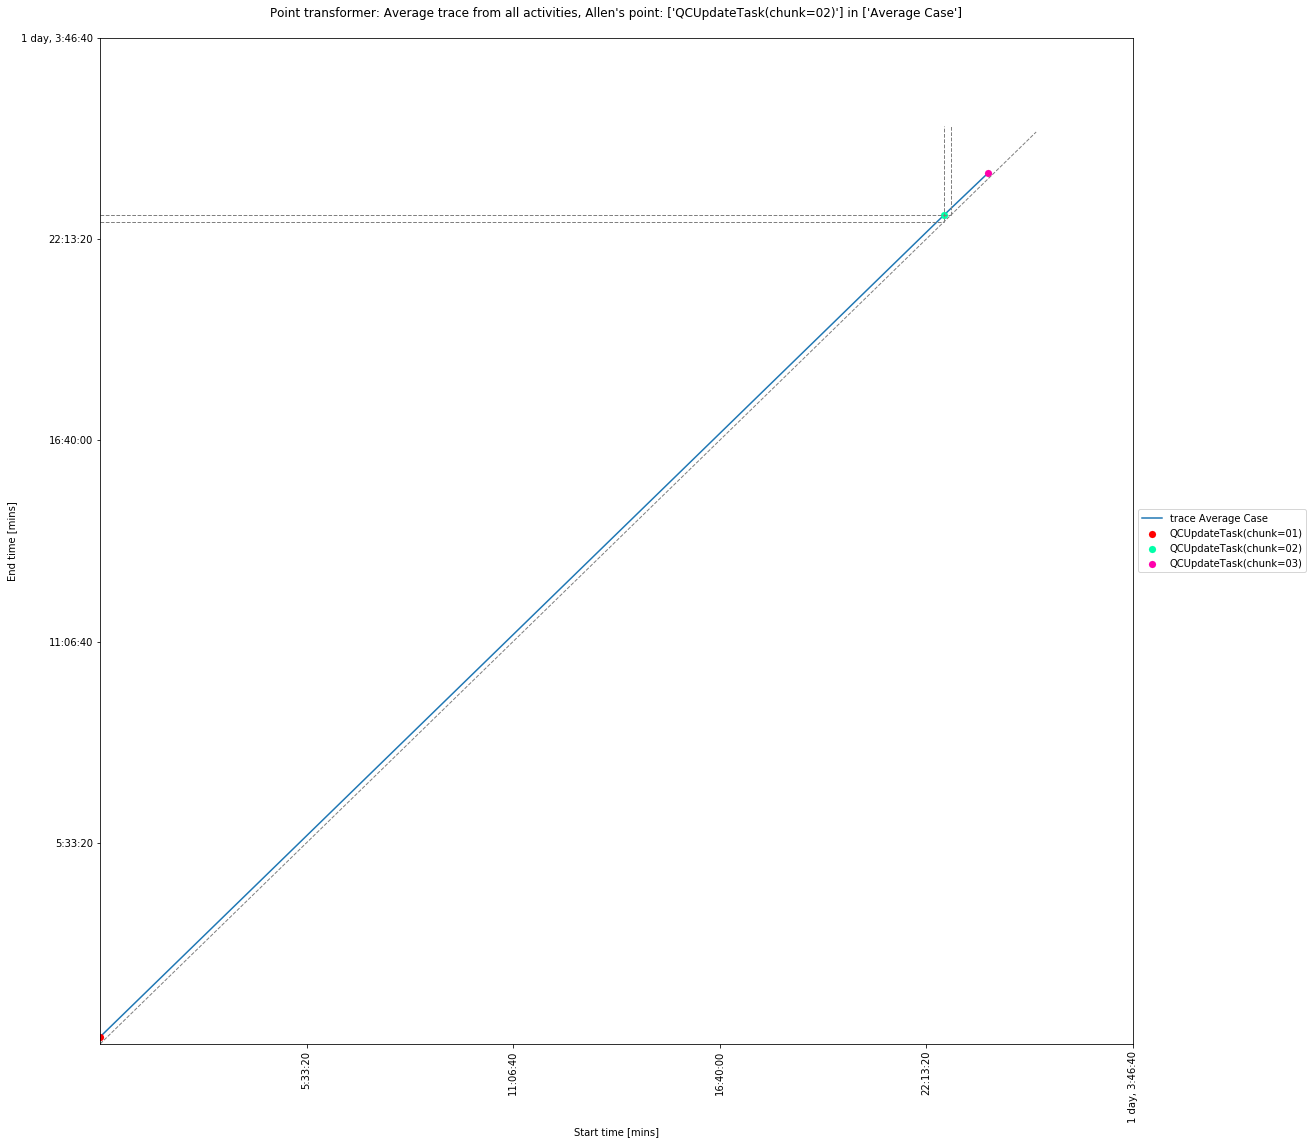 Point transformer: Average trace from all activities, Allen's point: ['QCUpdateTask(chunk=02)'] in ['Average Case']
1 day, 3:46:40
22:13:20
16:40:00
11:06:40
5:33:20
End time [mins]
5:33:20
11:06:40
16:40:00
22:13:20
1 day, 3:46:40
Start time [mins]
trace Average Case
QCUpdateTask(chunk=01)
QCUpdateTask(chunk=02)
QCUpdateTask(chunk=03)